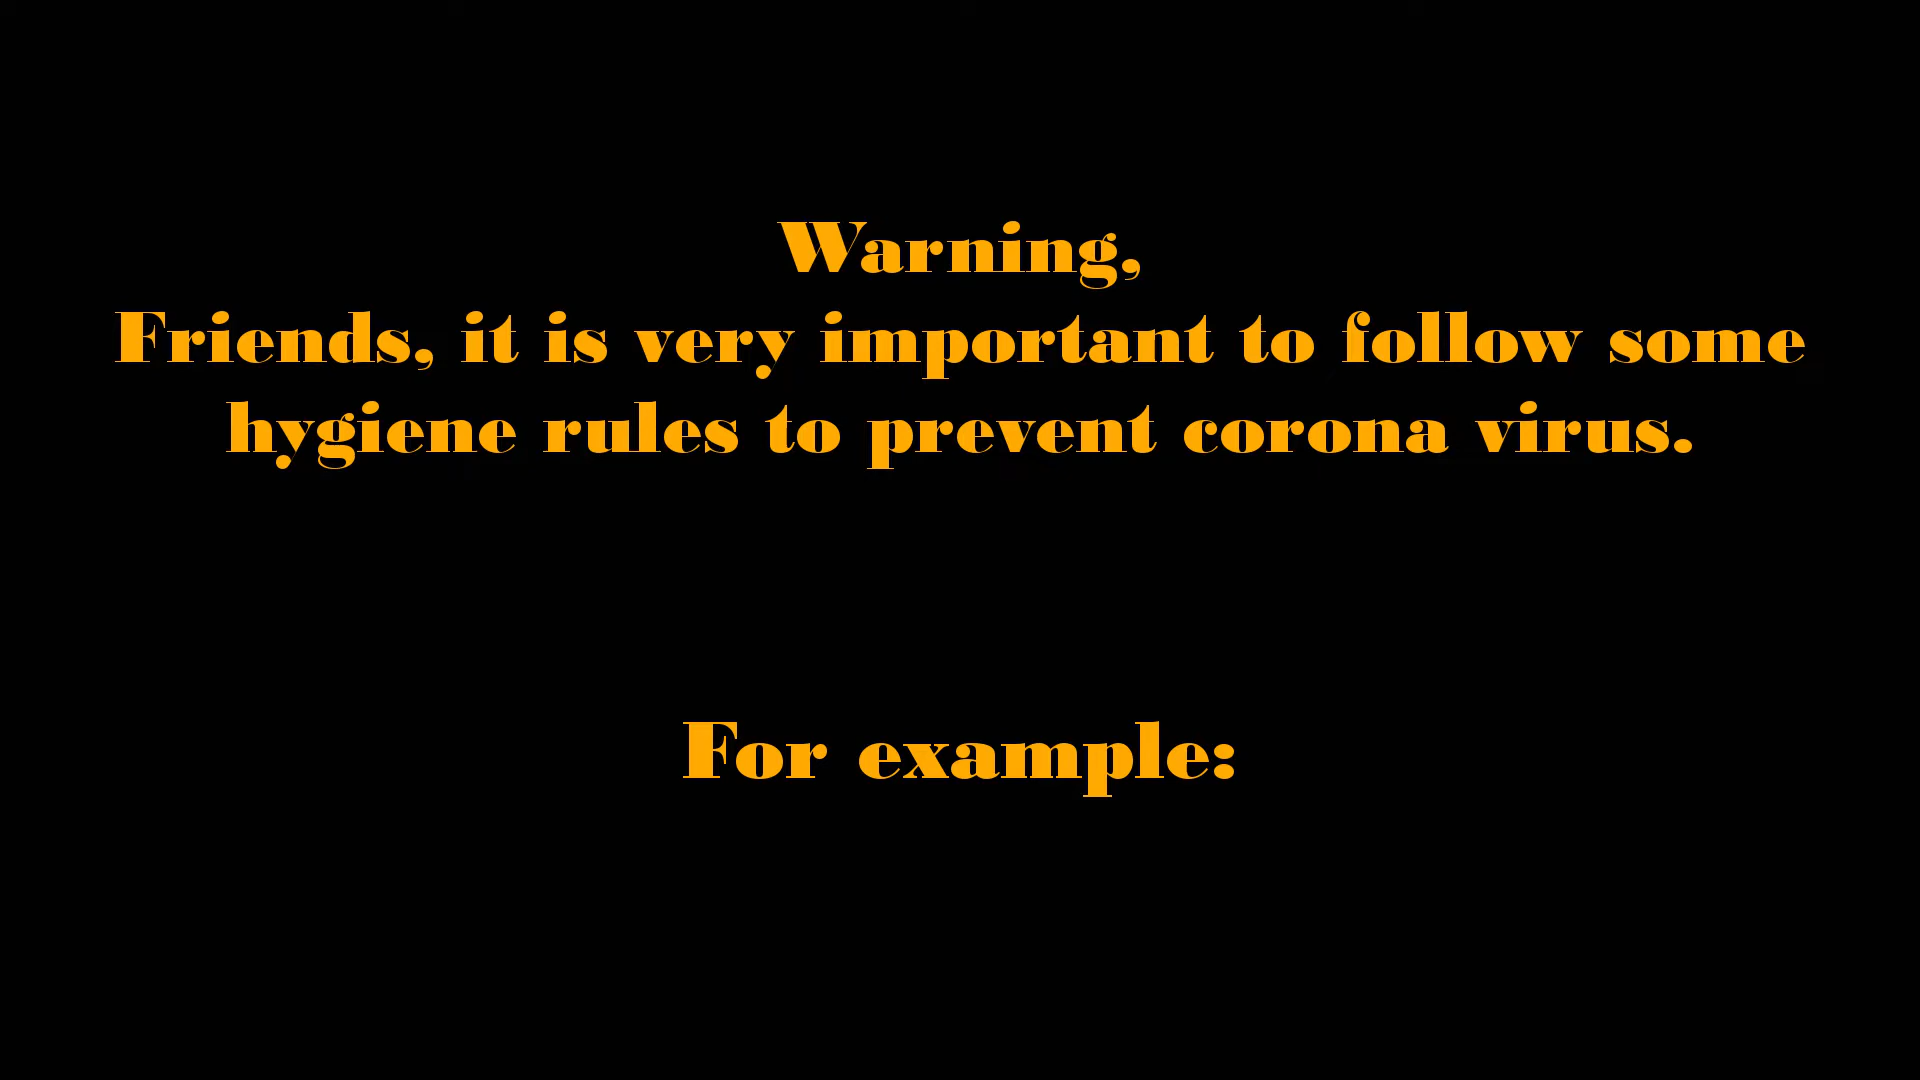 Warning,
Friends, it is very important to follow some
hygiene rules to prevent corona virus.
For example: